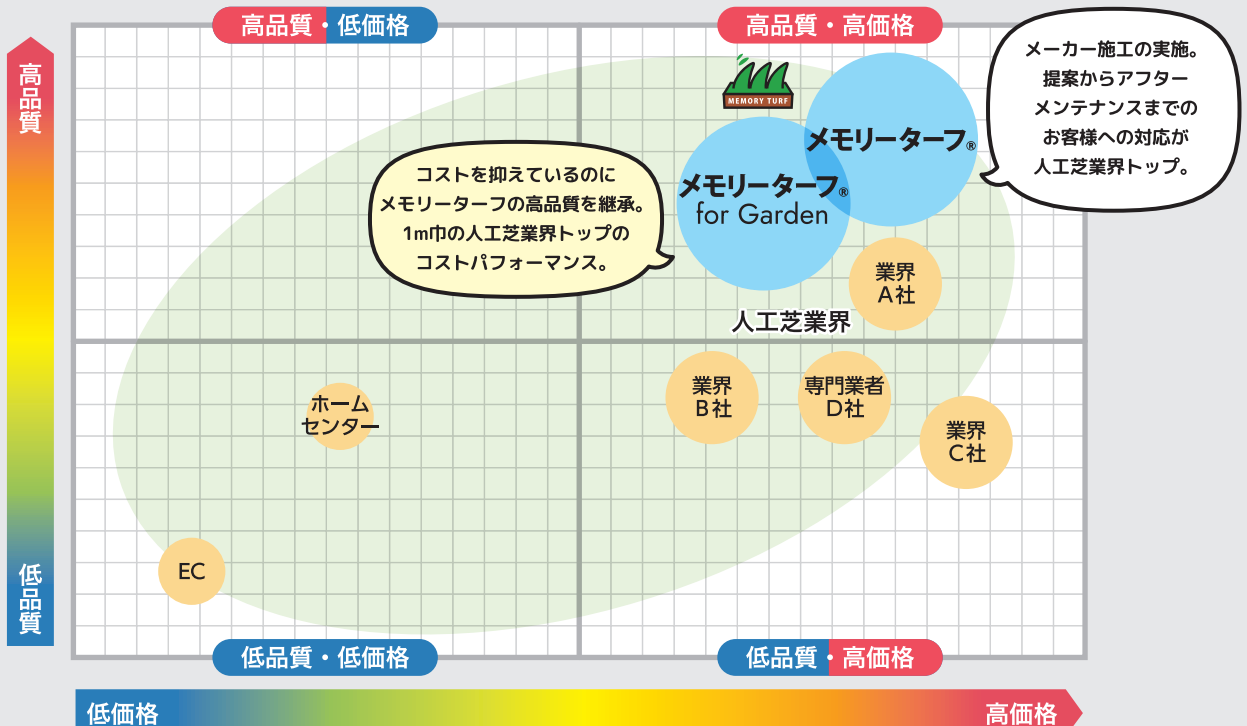 高品質・低価格
高品質・高価格
高品質
メーカー施工の実施。
提案からアフター
メンテナンスまでの
お客様への対応が
人工芝業界トップ。
MEMORY TURF
メモリーターフ®
コストを抑えているのに
メモリーターフの高品質を継承。
1m巾の人工芝業界トップの
コストパフォーマンス。
メモリーターフ®
for Garden
業界
A社
人工芝業界
ホーム
センター
業界
B社
専門業者
D社
業界
C社
EC
低品質
低品質・低価格
低品質・高価格
低価格
高価格